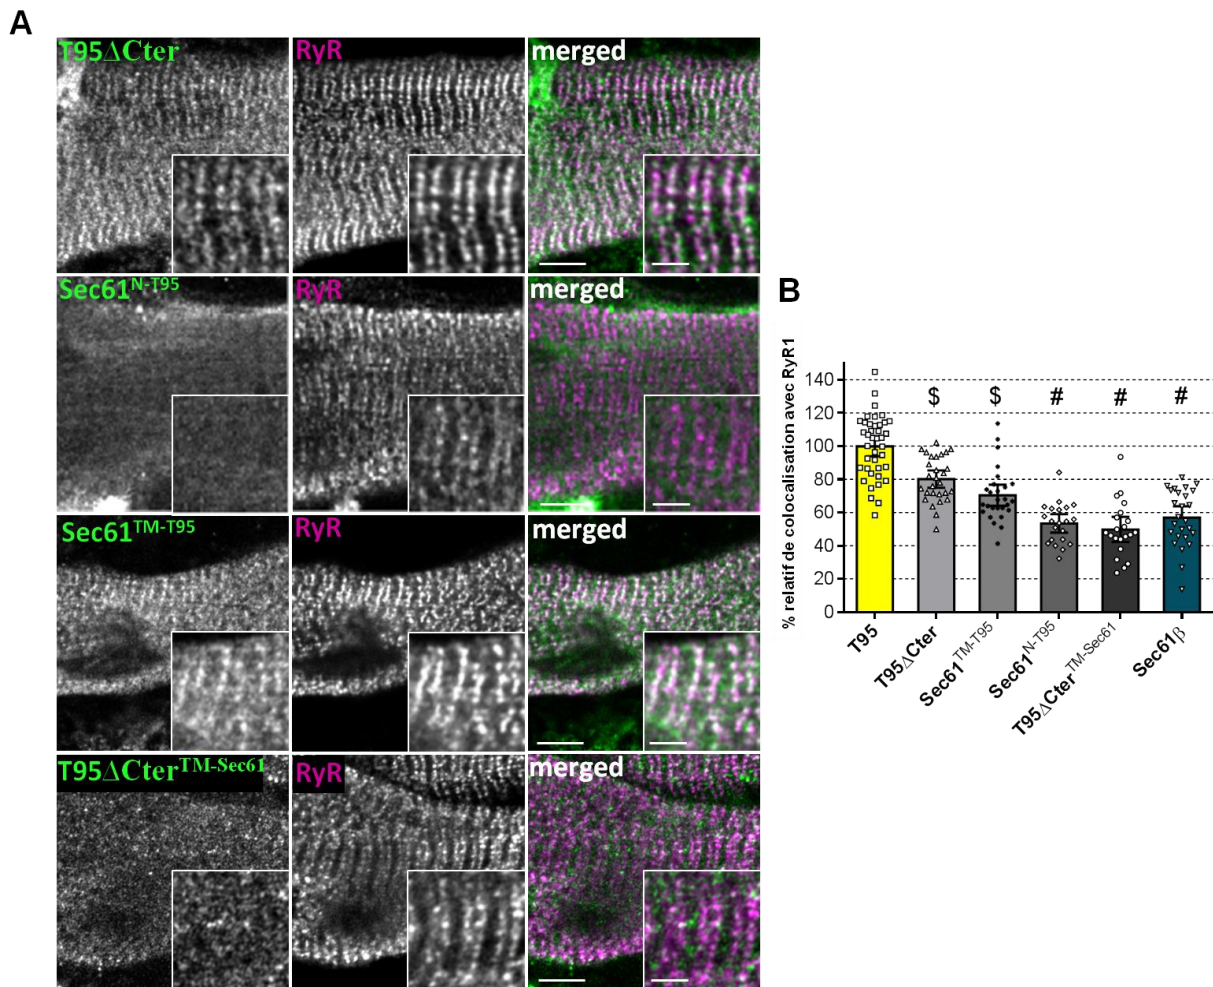 A
T95ΔCter RyR merged
Sec61N-T95 RyR merged
Sec61TM-T95 RyR merged
T95ΔCterTM-Sec61 RyR merged
B
% relatif de colocalisation avec RyR1
140
120
100
80
60
40
20
0
$ $ # # #
T95
T95ΔCter
Sec61TM-T95
Sec61N-T95
T95ΔCterTM-Sec61
Sec61β